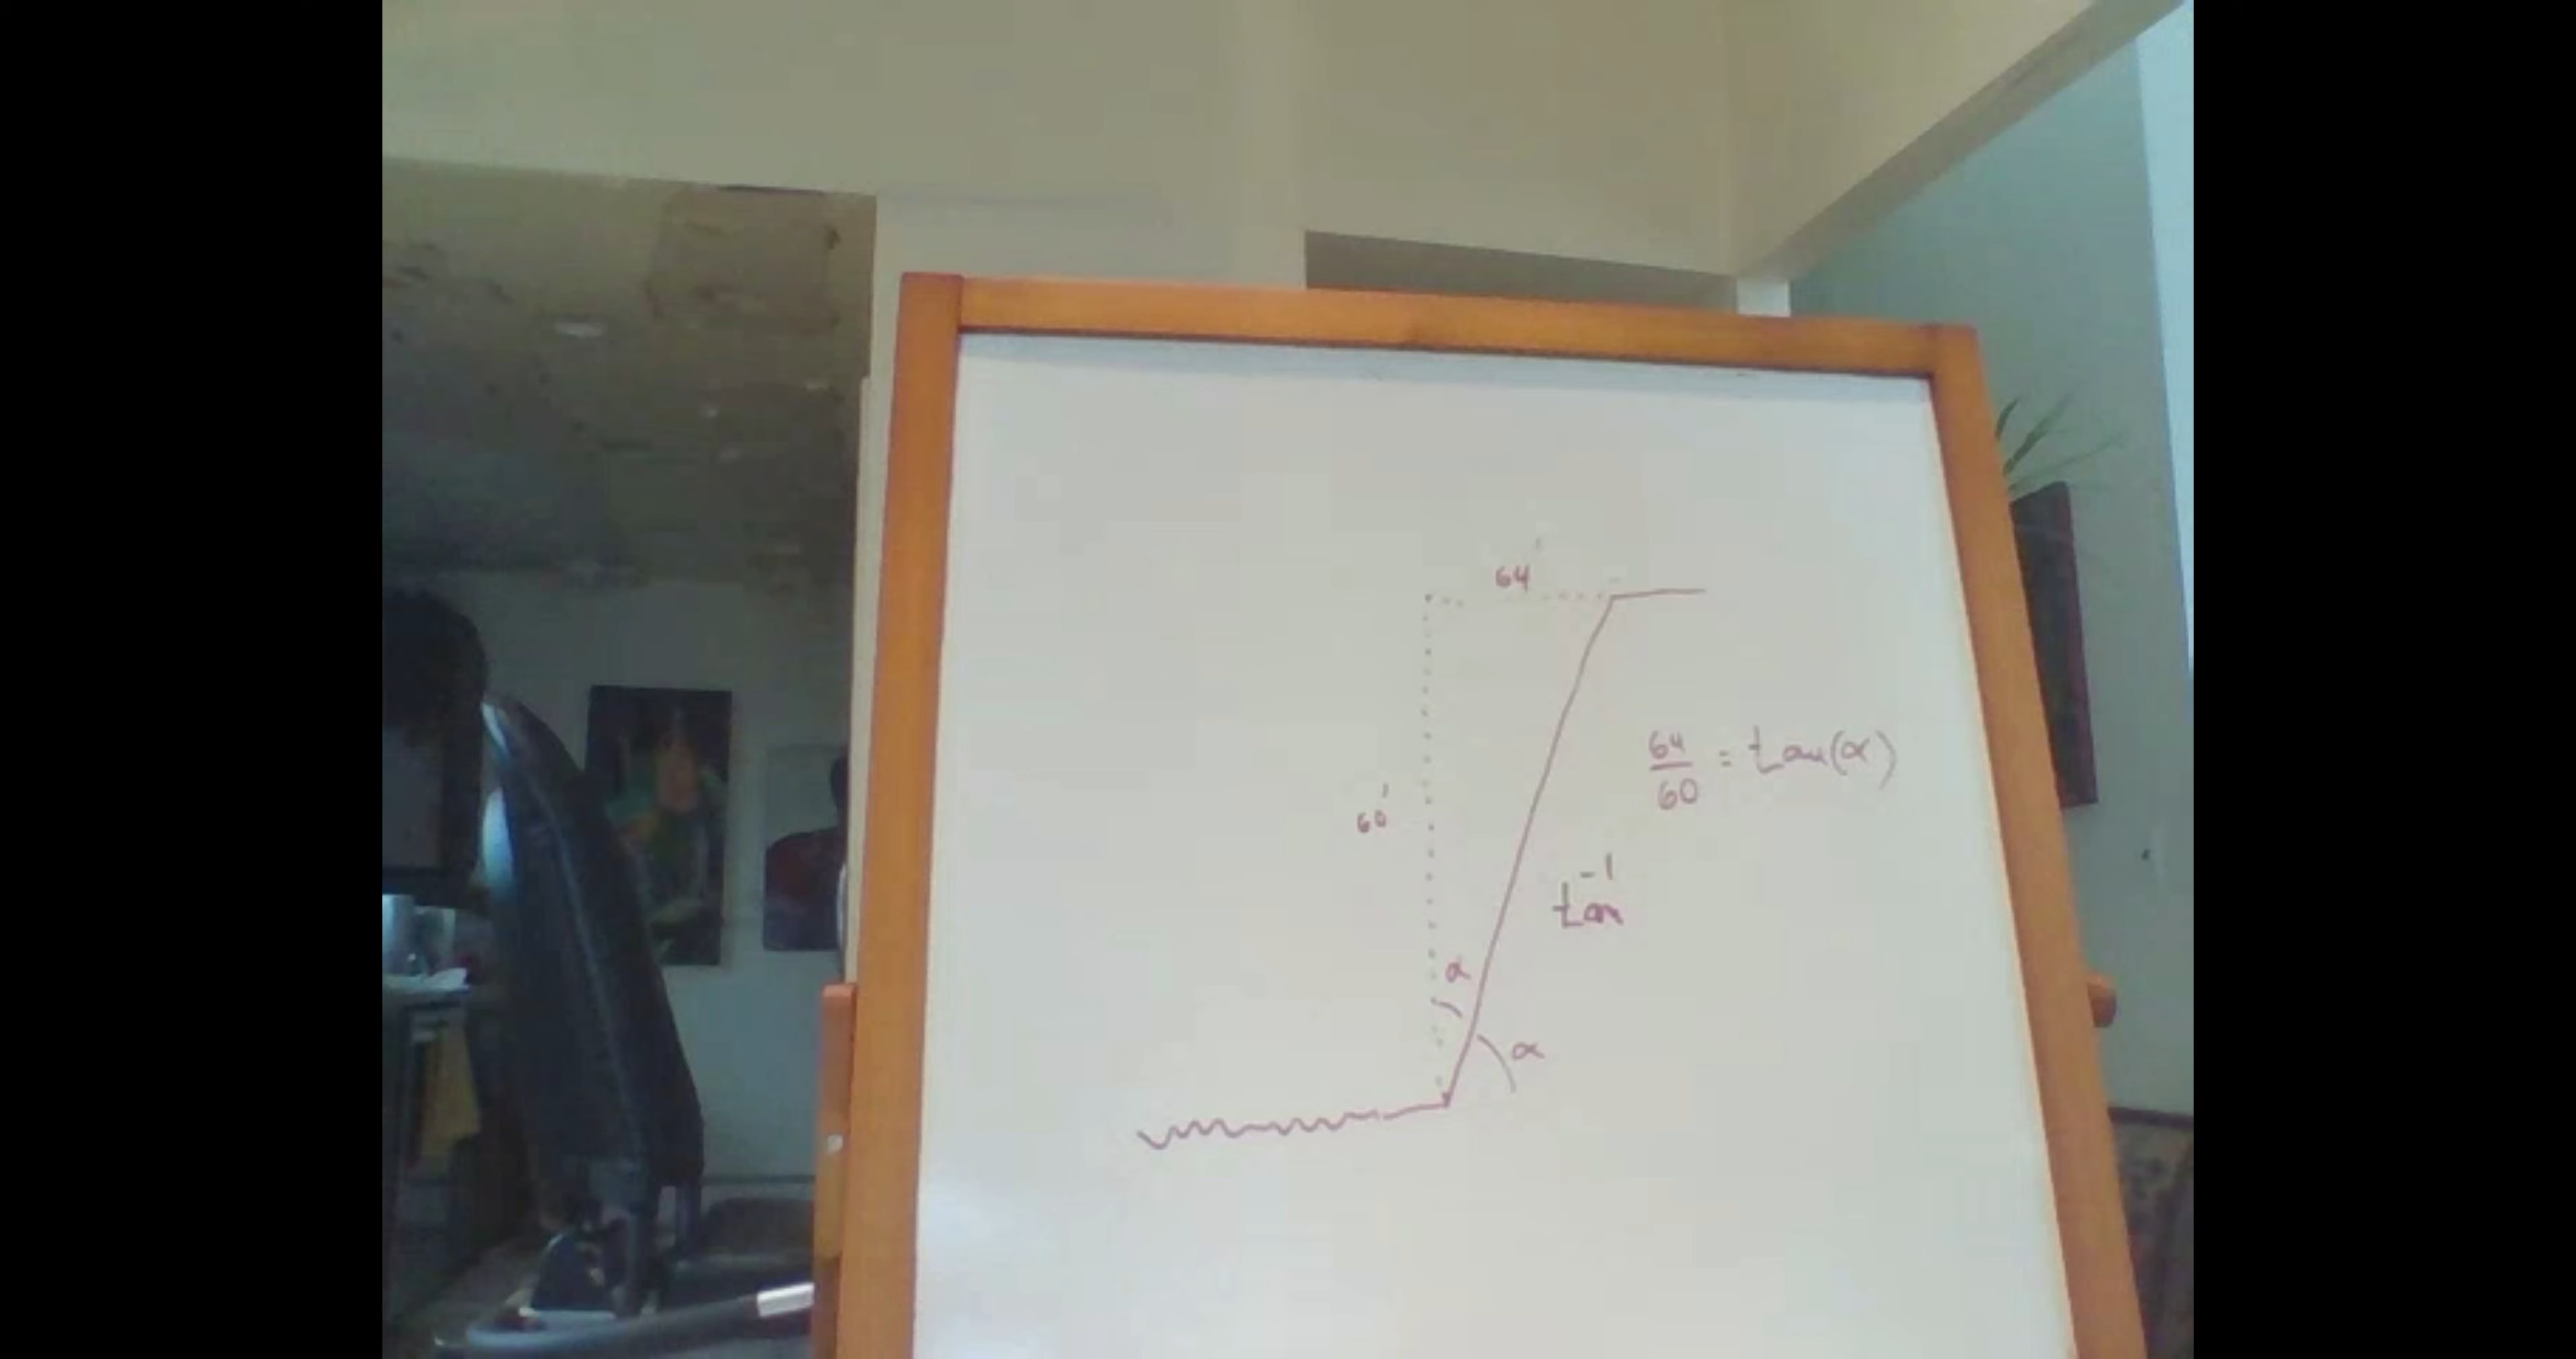 64'
60'
64/60 = tan(α)
tan⁻¹
α
α